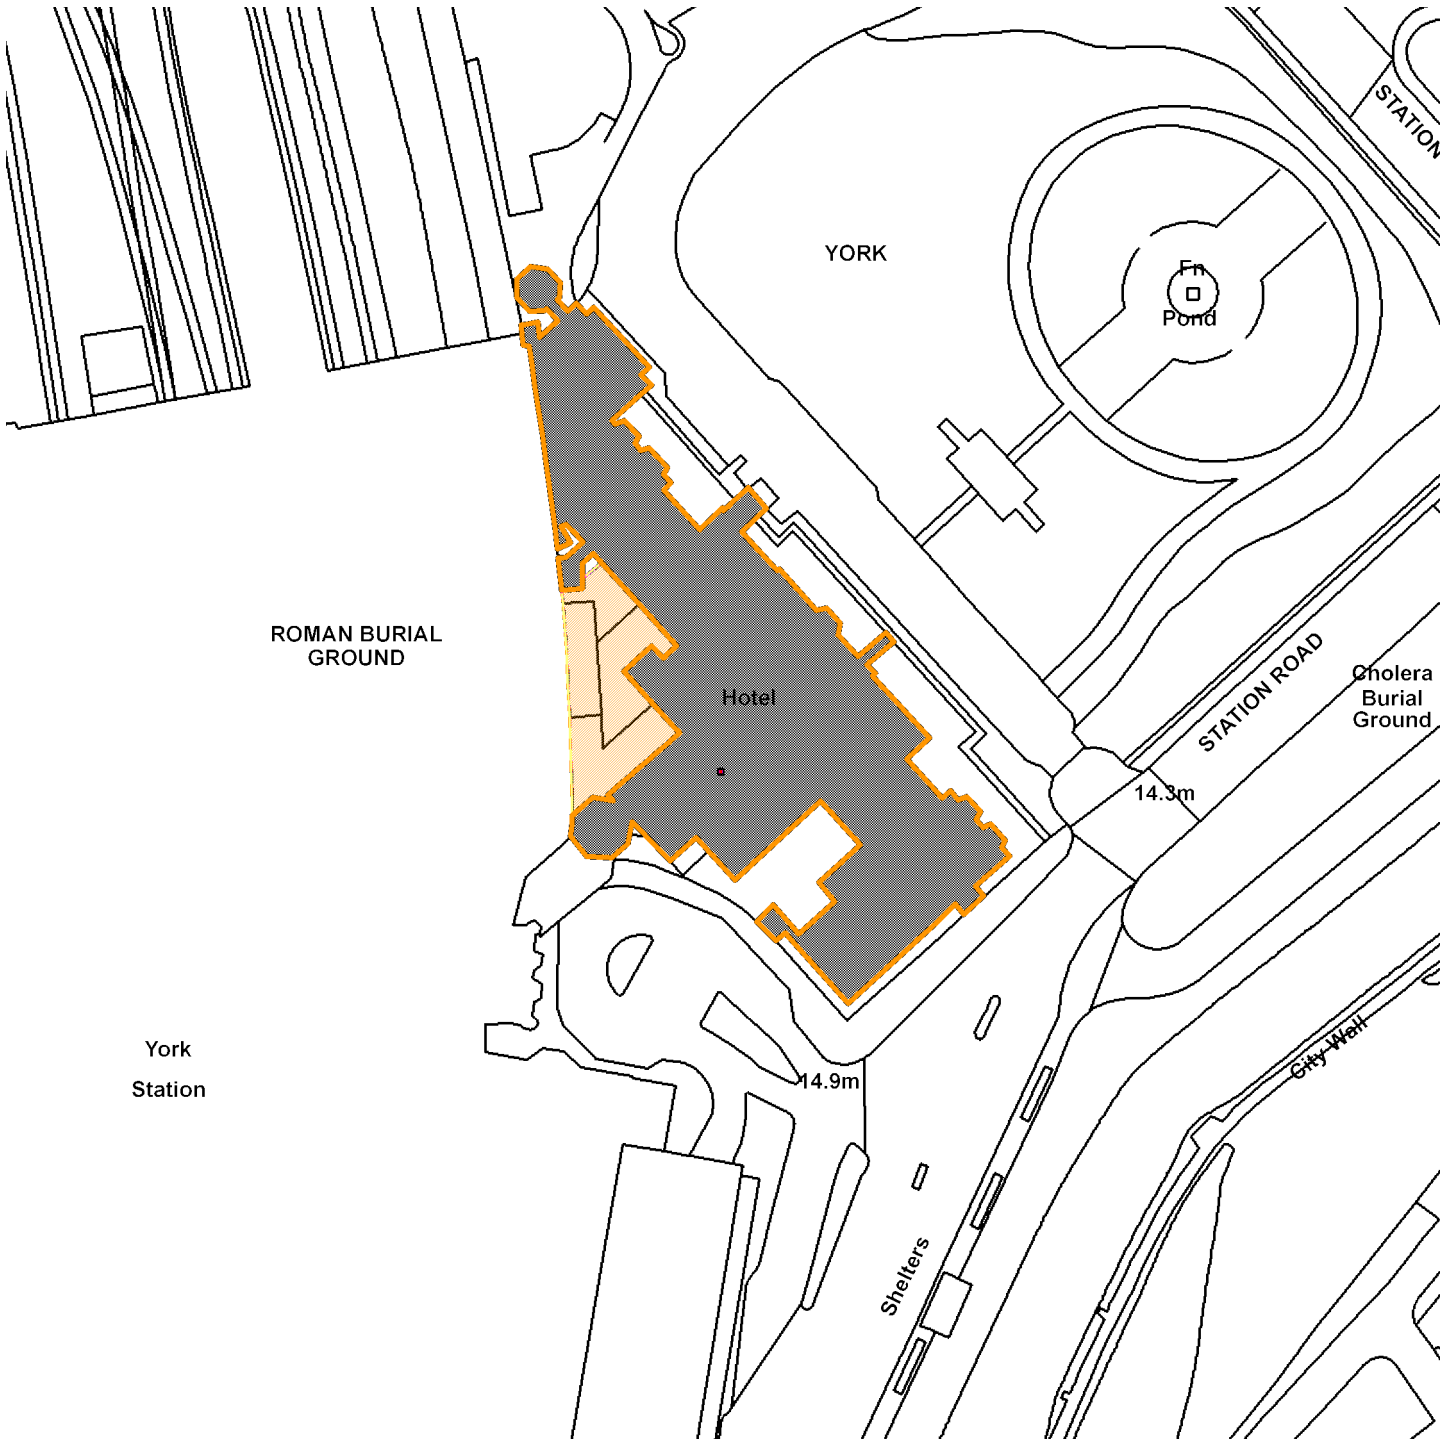 STATION
YORK
Fn
Pond
ROMAN BURIAL
GROUND
STATION ROAD
Cholera
Burial
Ground
Hotel
14.3m
York
Station
City Wall
14.9m
Shelters